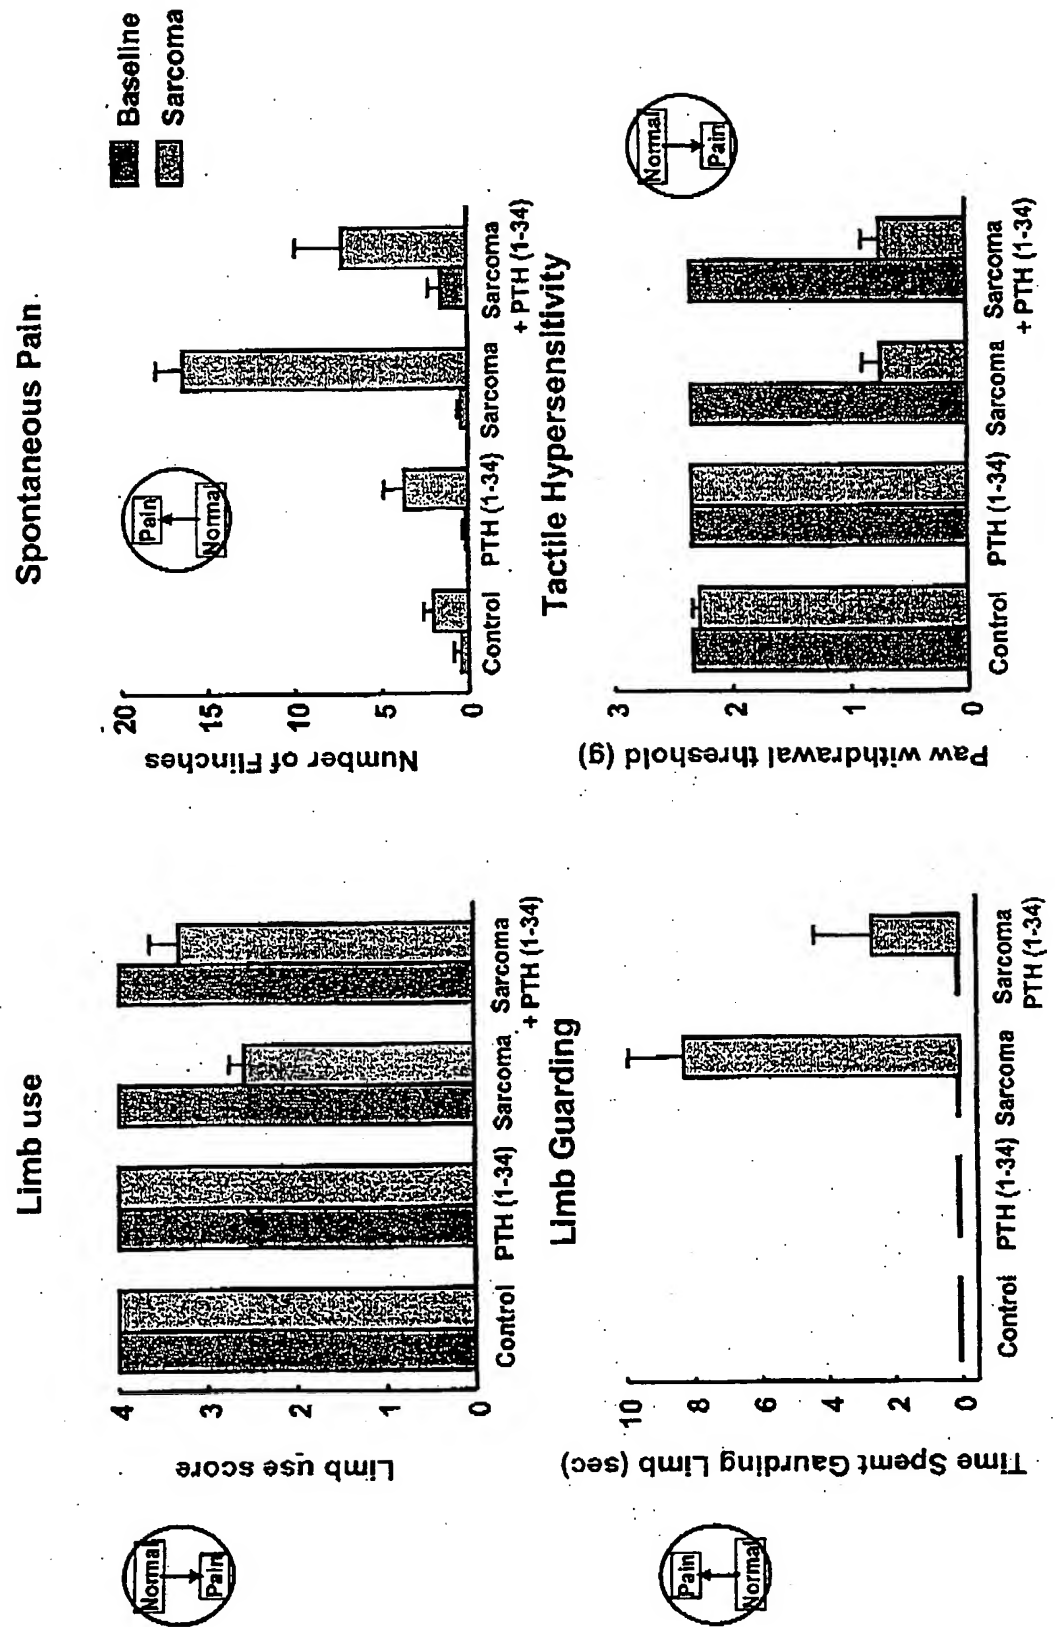 Limb use
Normal
Pain
Limb use score
4
3
2
1
0
Control
PTH (1-34)
Sarcoma
Sarcoma
+ PTH (1-34)
Spontaneous Pain.
Baseline
Sarcoma
Pain
Normal
Number of Flinches
20
15
10
5
0
Control
PTH (1-34)
Sarcoma
Sarcoma
+ PTH (1-34)
Limb Guarding
Pain
Normal
Time Spemt Gaurding Limb (sec)
10
8
6
4
2
0
Control
PTH (1-34)
Sarcoma
Sarcoma
PTH (1-34)
Tactile Hypersensitivity
Normal
Pain
Paw withdrawal threshold (g)
3
2
1
0
Control
PTH (1-34)
Sarcoma
Sarcoma
+ PTH (1-34)